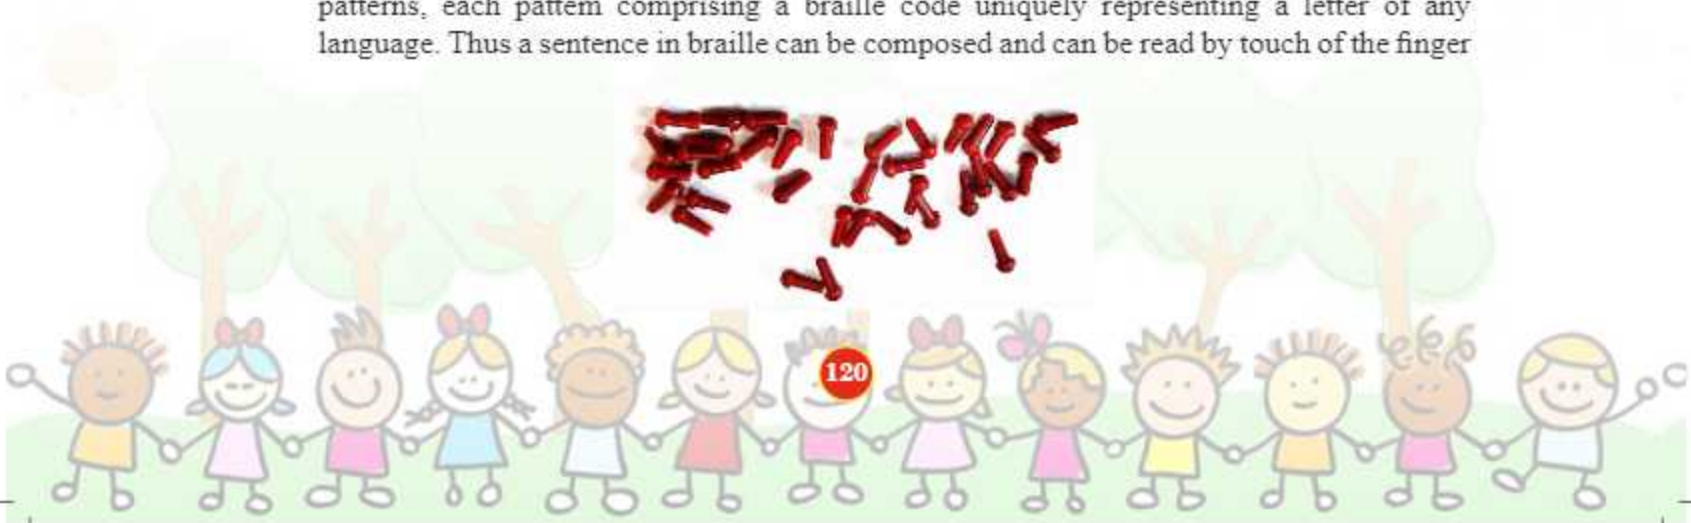 patterns, each pattem comprising a braille code uniquely representing a letter of any
language. Thus a sentence in braille can be composed and can be read by touch of the finger
120